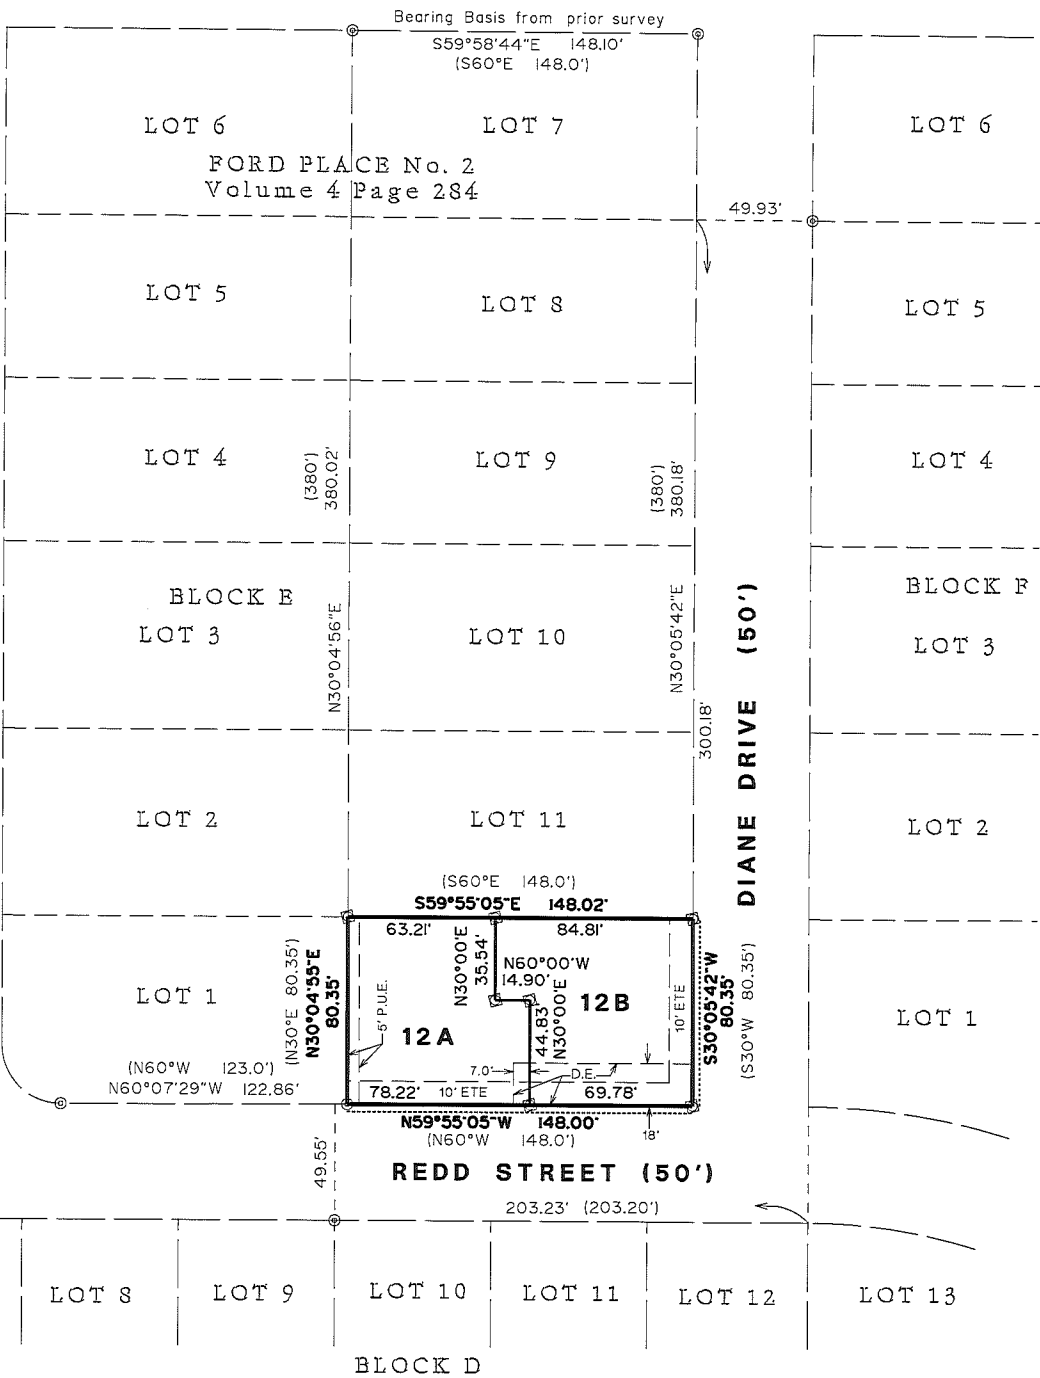 Bearing Basis from prior survey
S59°58'44"E 148.10'
(S60°E 148.0')
LOT 6
LOT 7
LOT 6
FORD PLACE No. 2
Volume 4 Page 284
49.93'
LOT 5
LOT 8
LOT 5
LOT 4
(380')
380.02'
LOT 9
(380')
380.18'
LOT 4
BLOCK E
LOT 3
N30°04'56"E
LOT 10
N30°05'42"E
300.18'
DIANE DRIVE (50')
BLOCK F
LOT 3
LOT 2
LOT 11
LOT 2
(S60°E 148.0')
S59°55'05"E 148.02'
63.21'
84.81'
LOT 1
(N30°E 80.35')
N30°04'55"E
80.35'
5' P.U.E.
12A
N30°00'E
35.54'
N60°00'W
14.90'
44.83'
N30°00'E
12B
10' ETE
S30°05'42"W
80.35'
(S30°W 80.35')
LOT 1
(N60°W 123.0')
N60°07'29"W 122.86'
7.0'
D.E.
78.22'
10' ETE
69.78'
N59°55'05"W 148.00'
(N60°W 148.0')
18'
49.55'
REDD STREET (50')
203.23' (203.20')
LOT 8
LOT 9
LOT 10
LOT 11
LOT 12
LOT 13
BLOCK D